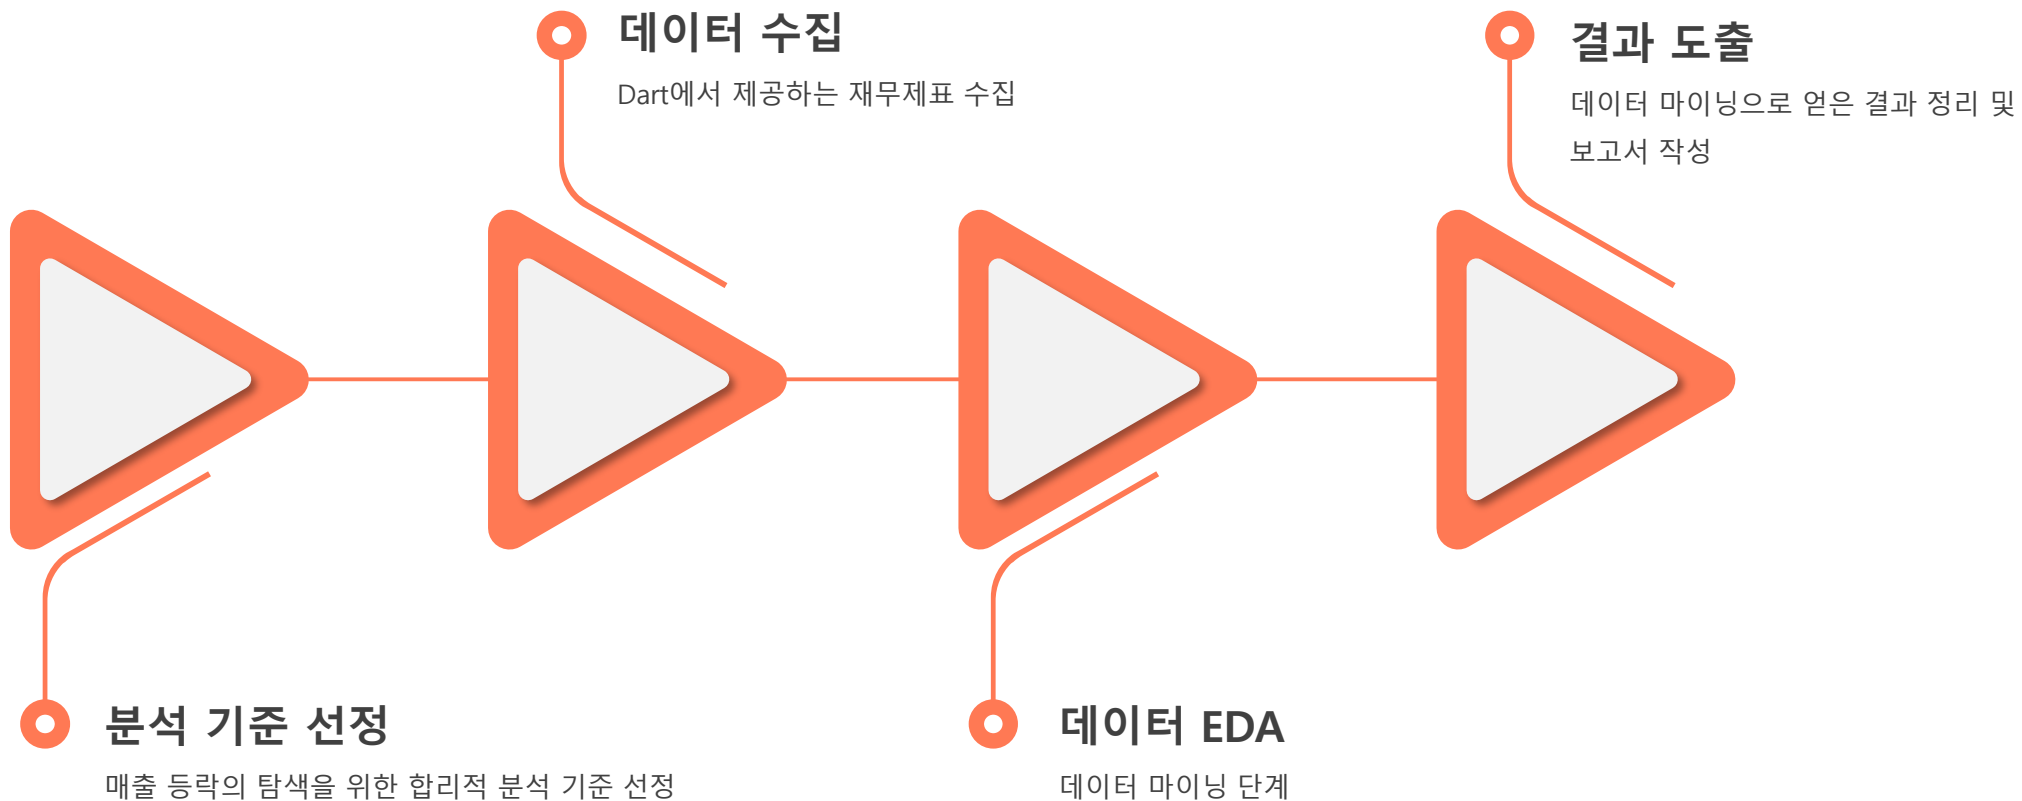 데이터 수집
Dart에서 제공하는 재무제표 수집
결과 도출
데이터 마이닝으로 얻은 결과 정리 및
보고서 작성
분석 기준 선정
매출 등락의 탐색을 위한 합리적 분석 기준 선정
데이터 EDA
데이터 마이닝 단계